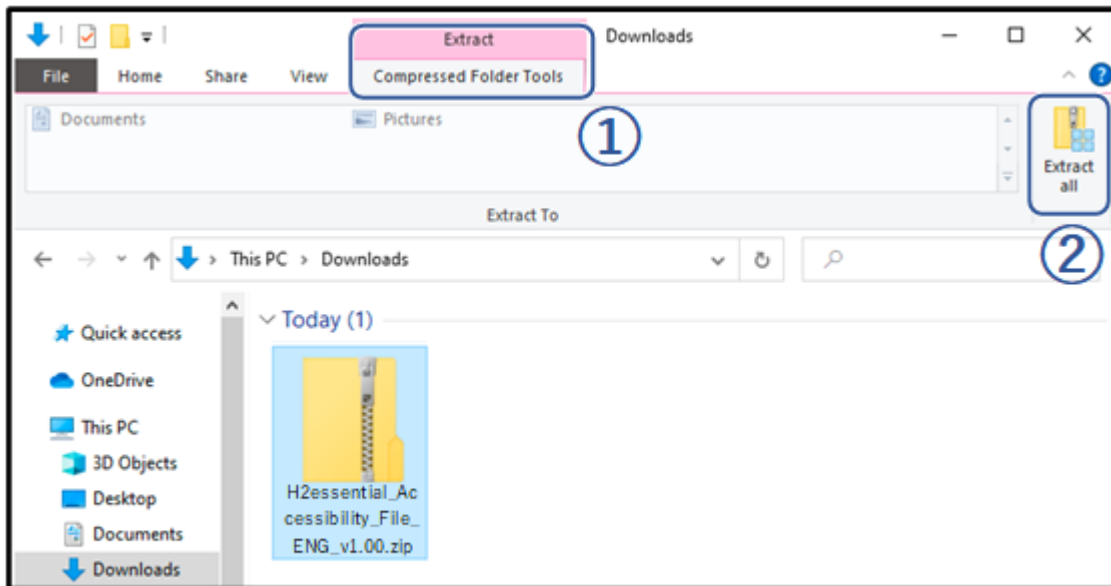 Extract
Downloads
File
Home
Share
View
Compressed Folder Tools
Documents
Pictures
①
Extract
all
Extract To
②
This PC > Downloads
Today (1)
Quick access
OneDrive
This PC
3D Objects
Desktop
Documents
Downloads
H2essential_Ac
cessibility_File_
ENG_v1.00.zip